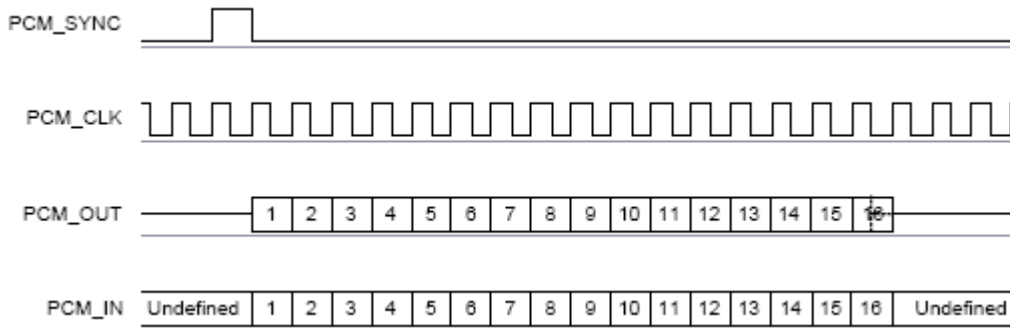 PCM_SYNC
PCM_CLK
PCM_OUT 1 2 3 4 5 6 7 8 9 10 11 12 13 14 15 16
PCM_IN Undefined 1 2 3 4 5 6 7 8 9 10 11 12 13 14 15 16 Undefined